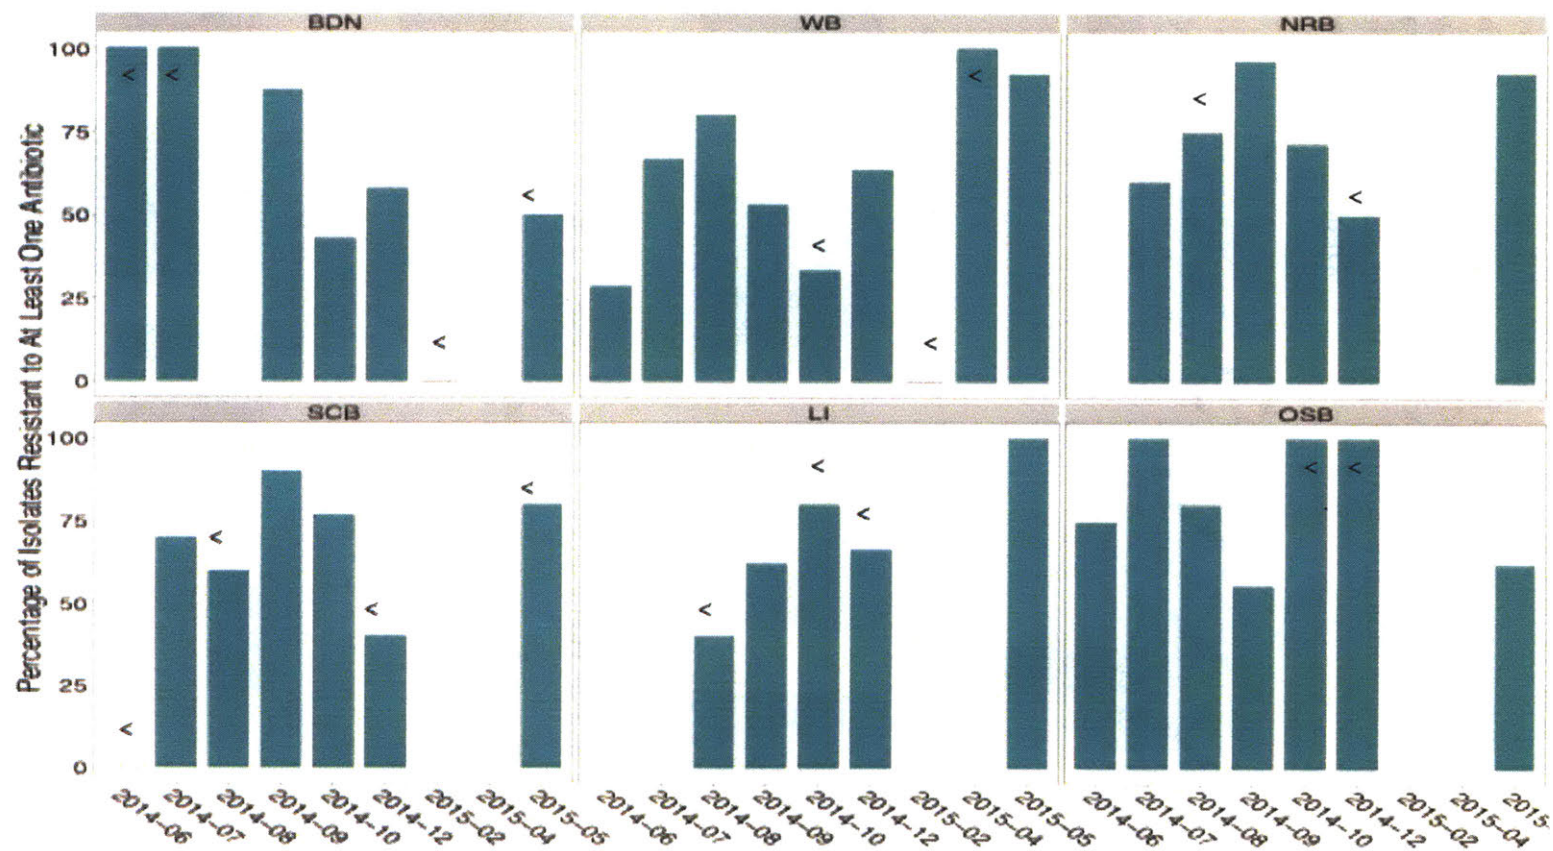 BDN WB NRB
Percentage of Isolates Resistant to At Least One Antibiotic
100 < < <
75 <
50 < <
25 <
0 < <
SCB LI OSB
100 < < <
75 < <
50 < < <
25
0 <
2014-06 2014-07 2014-08 2014-09 2014-10 2014-12 2015-02 2015-04 2015-05 2014-06 2014-07 2014-08 2014-09 2014-10 2014-12 2015-02 2015-04 2015-05 2014-06 2014-07 2014-08 2014-09 2014-10 2014-12 2015-02 2015-04 2015-